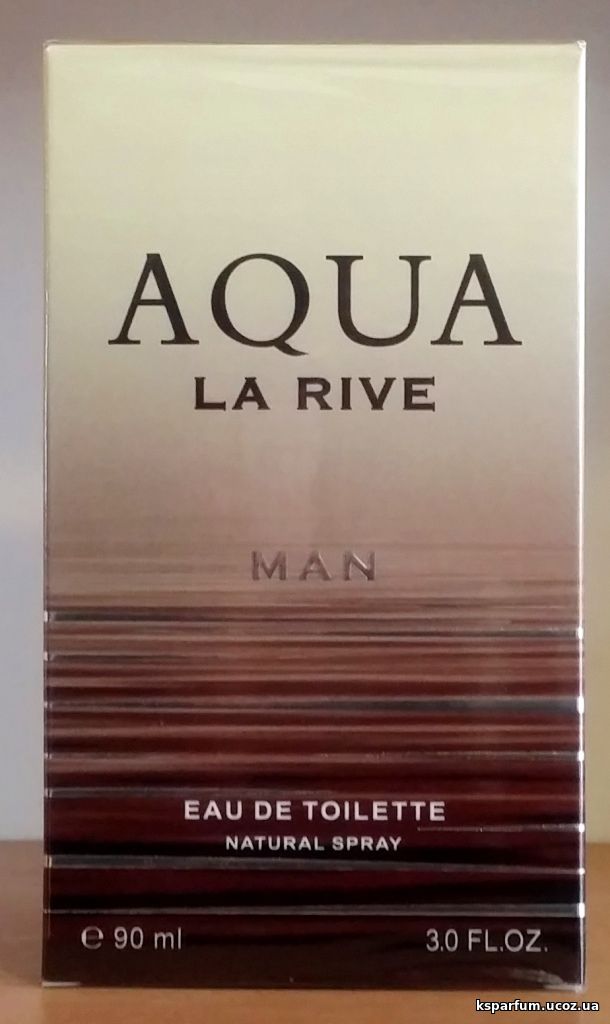 AQUA
LA RIVE
MAN
EAU DE TOILETTE
NATURAL SPRAY
℮ 90 ml 3.0 FL.OZ.
ksparfum.ucoz.ua